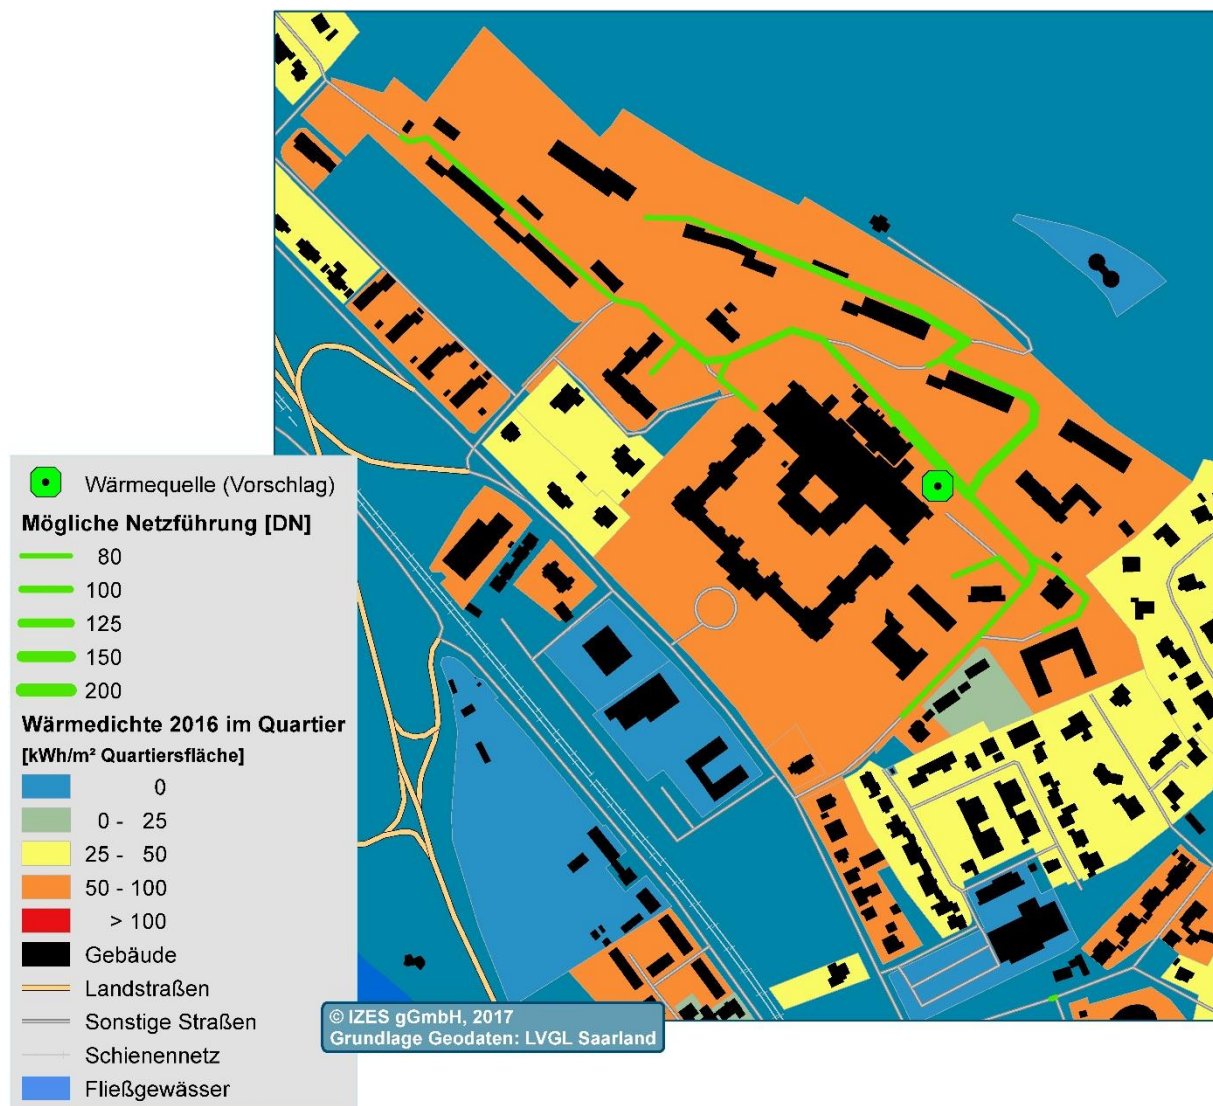 Wärmequelle (Vorschlag)
Mögliche Netzführung [DN]
80
100
125
150
200
Wärmedichte 2016 im Quartier
[kWh/m² Quartiersfläche]
0
0 - 25
25 - 50
50 - 100
> 100
Gebäude
Landstraßen
Sonstige Straßen
Schienennetz
Fließgewässer
© IZES gGmbH, 2017
Grundlage Geodaten: LVGL Saarland